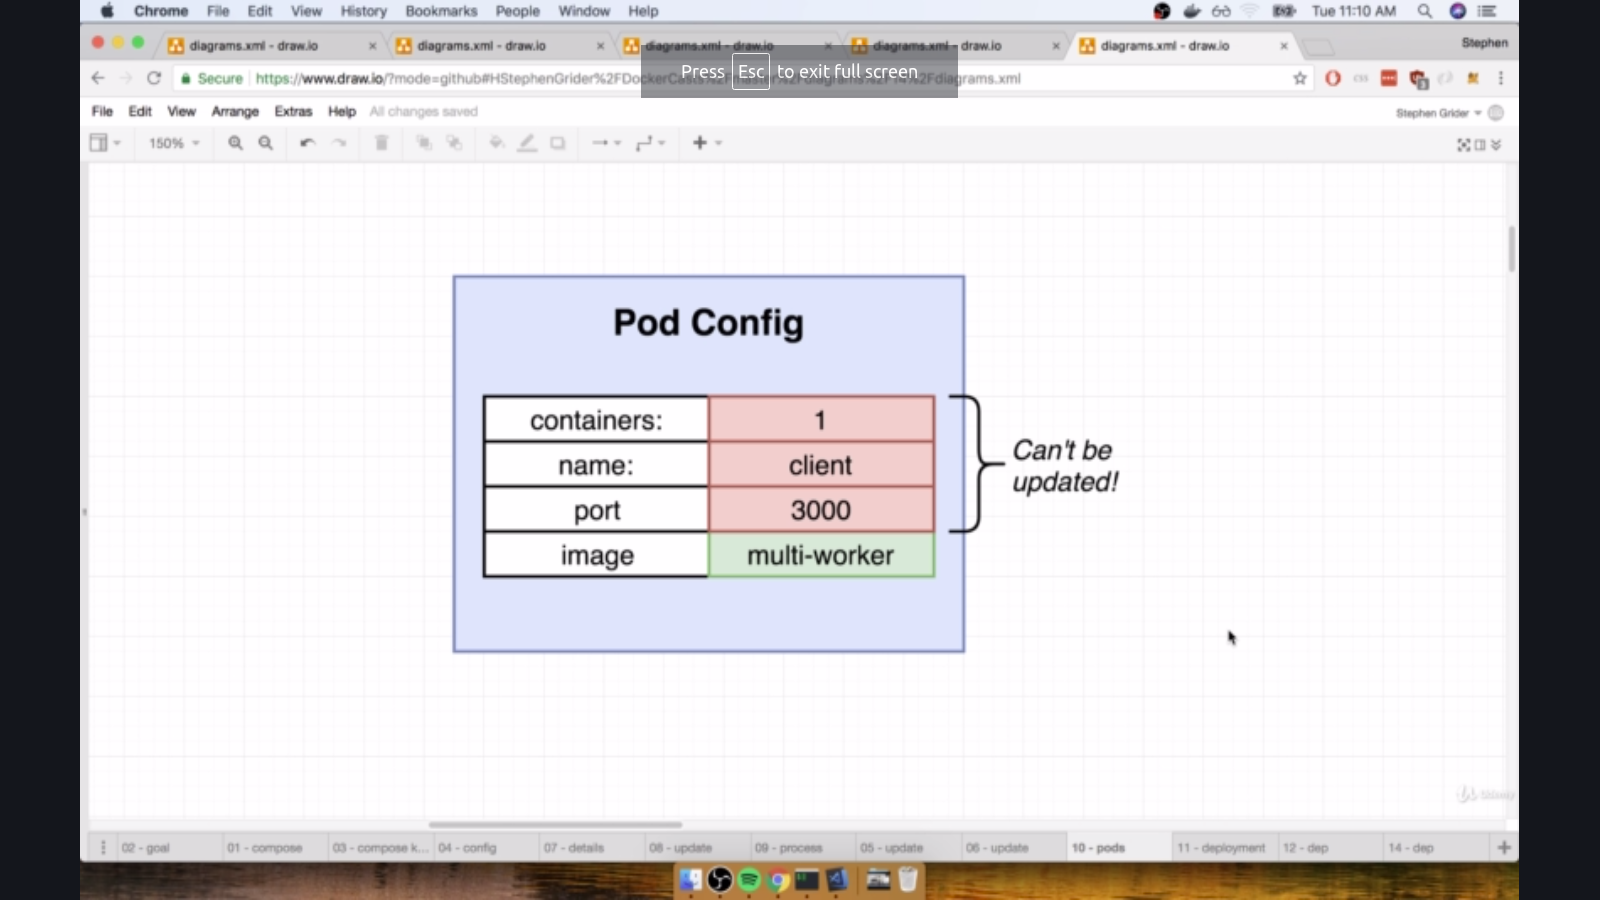 Chrome File Edit View History Bookmarks People Window Help Tue 11:10 AM
diagrams.xml - draw.io diagrams.xml - draw.io diagrams.xml - draw.io diagrams.xml - draw.io diagrams.xml - draw.io Stephen
Press Esc to exit full screen
Secure https://www.draw.io/?mode=github#HStephenGrider%2FDockerCasts%2Fmaster%2Fdiagrams%2F14%2Fdiagrams.xml
File Edit View Arrange Extras Help All changes saved Stephen Grider
150%
Pod Config
containers: 1
name: client
port 3000
image multi-worker
Can't be
updated!
02 - goal 01 - compose 03 - compose k... 04 - config 07 - details 08 - update 09 - process 05 - update 06 - update 10 - pods 11 - deployment 12 - dep 14 - dep